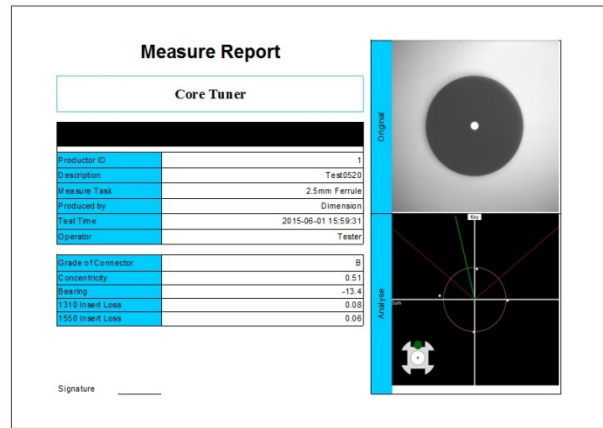 Measure Report
Core Tuner
Productor ID 1
Description Test0520
Measure Task 2.5mm Ferrule
Produced by Dimension
Test Time 2015-06-01 15:59:31
Operator Tester
Grade of Connector B
Concentricity 0.51
Bearing -13.4
1310 Insert Loss 0.08
1550 Insert Loss 0.06
Signature
Original
Key
Analyse
um